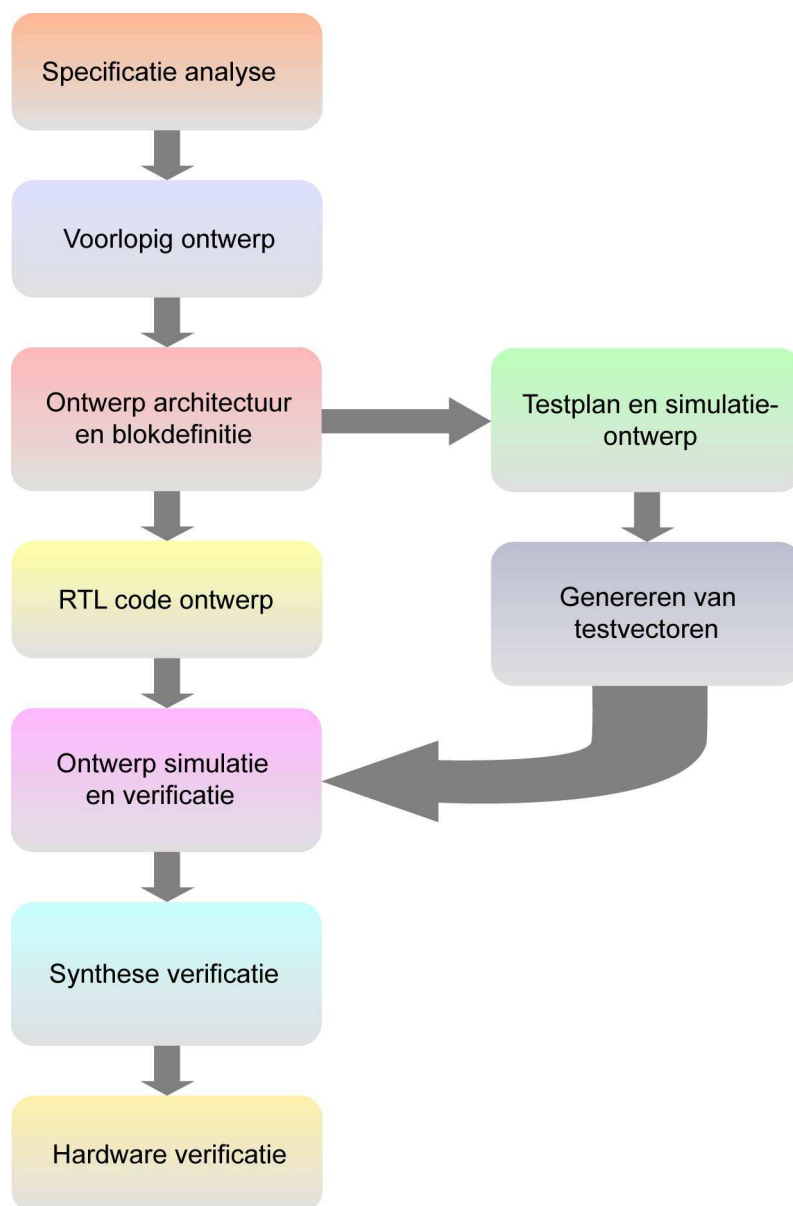 Specificatie analyse
Voorlopig ontwerp
Ontwerp architectuur
en blokdefinitie
Testplan en simulatie-
ontwerp
RTL code ontwerp
Genereren van
testvectoren
Ontwerp simulatie
en verificatie
Synthese verificatie
Hardware verificatie